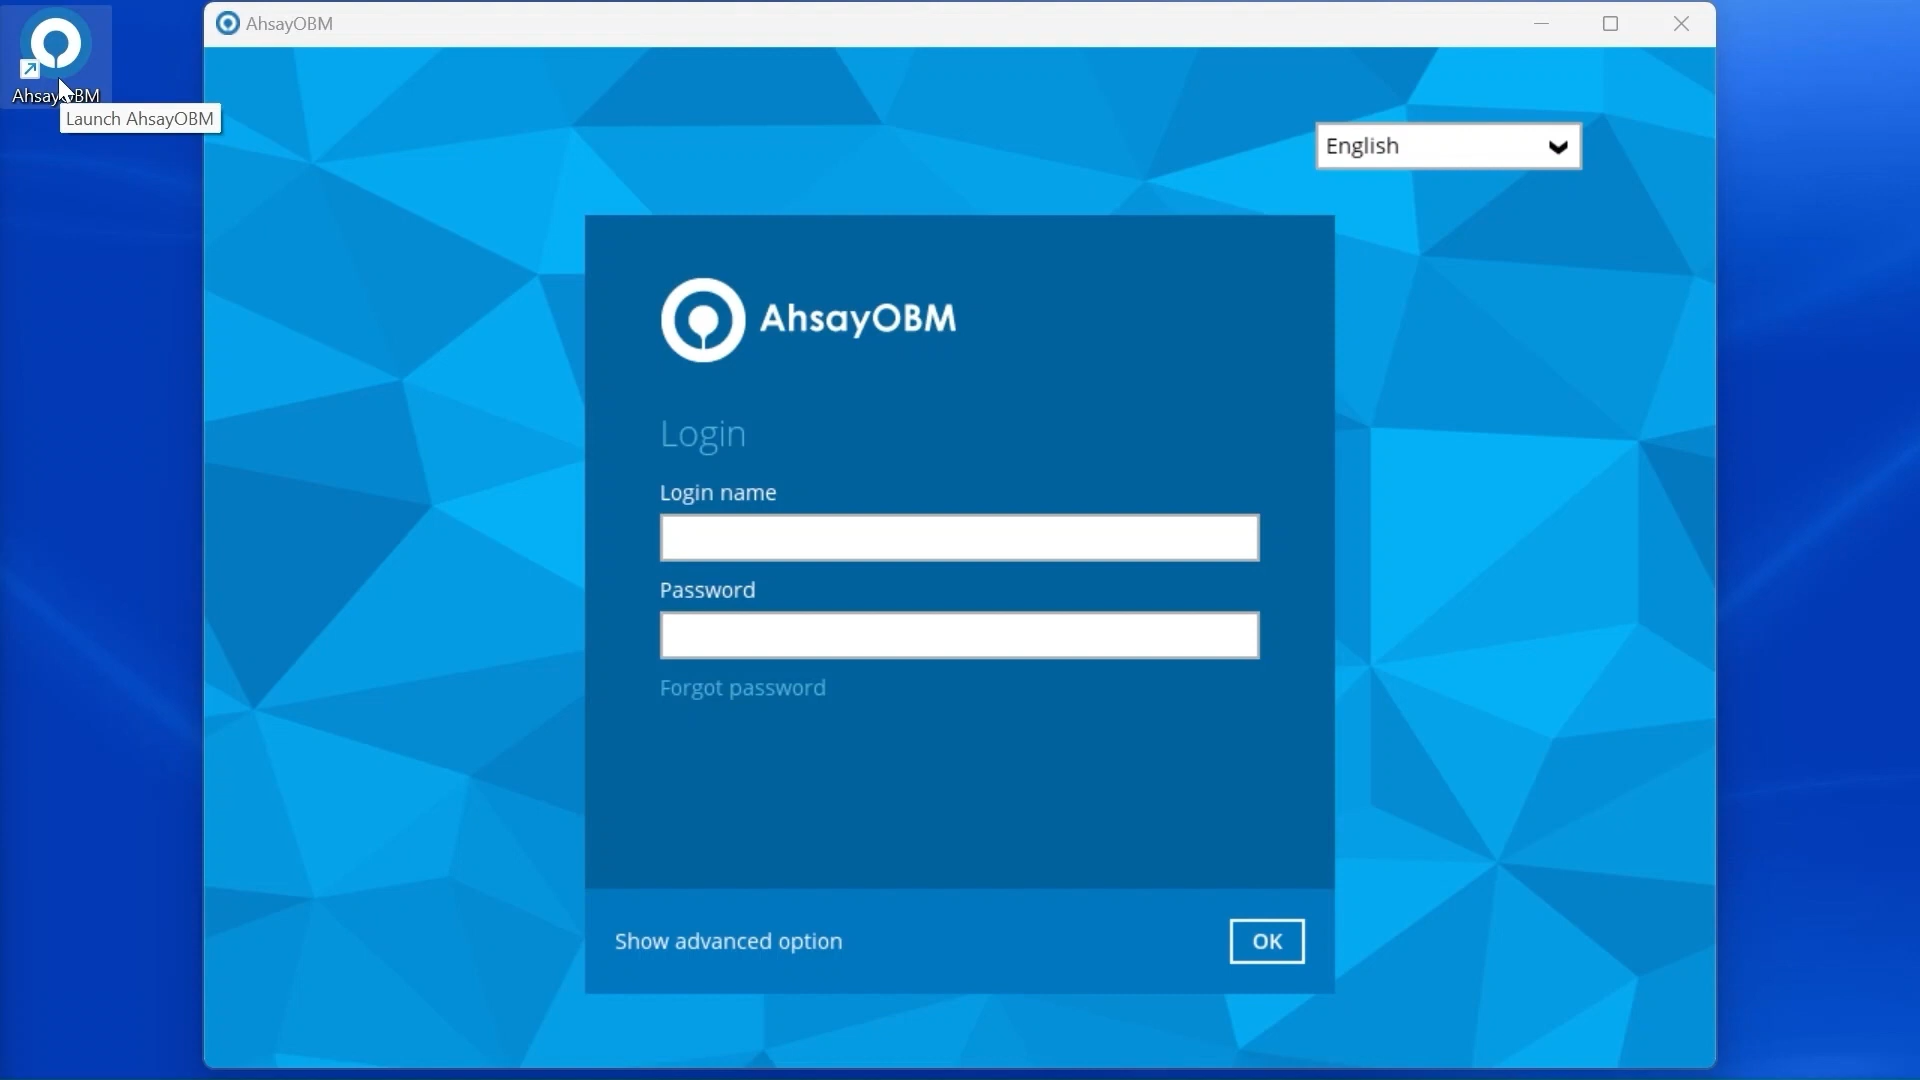 AhsayOBM
Launch AhsayOBM
AhsayOBM
English
AhsayOBM
Login
Login name
Password
Forgot password
Show advanced option
OK